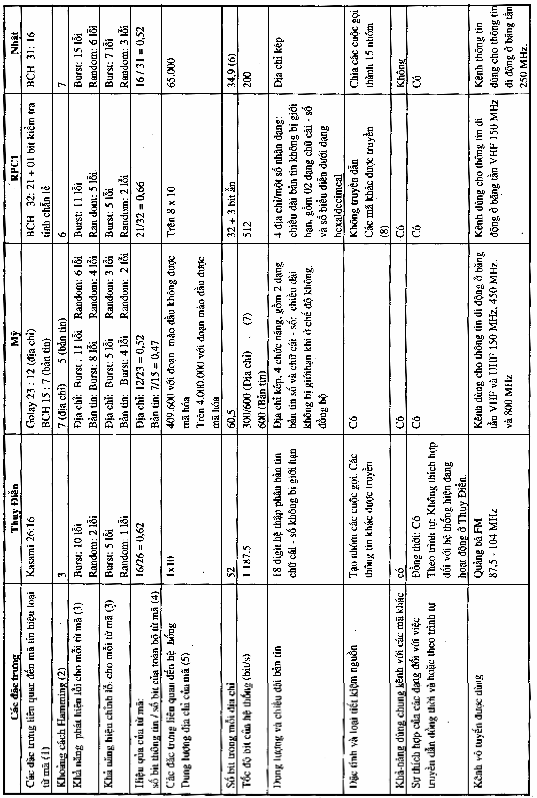 Các đặc trưng
Thuỵ Điển
Mỹ
RPC1
Nhật
Các đặc trưng liên quan đến mã tín hiệu loại từ mã (1)
Kasami 26:16
Golay 23 : 12 (địa chỉ)
BCH 15 : 7 (bản tin)
BCH 32: 21 + 01 bit kiểm tra
tính chẵn lẻ
BCH 31: 16
Khoảng cách Hamming (2)
3
7 (địa chỉ) 5 (bản tin)
6
7
Khả năng phát hiện lỗi cho mỗi từ mã (3)
Burst: 10 lỗi
Random: 2 lỗi
Địa chỉ: Burst: 11 lỗi Random: 6 lỗi
Bản tin: Burst: 8 lỗi Random: 4 lỗi
Burst: 11 lỗi
Ran dom: 5 lỗi
Burst: 15 lỗi
Random: 6 lỗi
Khả năng hiệu chỉnh lỗi cho một từ mã (3)
Burst: 5 lỗi
Random: 1 lỗi
Địa chỉ: Burst: 5 lỗi Random: 3 lỗi
Bản tin: Burst: 4 lỗi Random: 2 lỗi
Burst: 5 lỗi
Random: 2 lỗi
Burst: 7 lỗi
Random: 3 lỗi
Hiệu qủa của từ mã:
số bit thông tin / số bit của toàn bộ từ mã (4)
16/26 = 0,62
Địa chỉ: 12/23 = 0,52
Bản tin: 7/15 = 0,47
21/32 = 0,66
16 / 31 = 0,52
Các đặc trưng liên quan đến hệ thống
Dung lượng địa chỉ của mã (5)
1x10
409.600 với đoạn mào đầu không được
mã hóa
Trên 4.000.000 với đoạn mào đầu được
mã hóa
Trên 8 x 10
65.000
Số bit trong mỗi địa chỉ
52
60,5
32 + 3 bit ẩn
34,9 (6)
Tốc độ bit của hệ thống (bit/s)
1 187,5
300/600 (Địa chỉ) (7)
600 (Bản tin)
512
200
Dung lượng và chiều dài bản tin
18 digit hệ thập phân bản tin
chữ cái - số không bị giới hạn
Địa chỉ kép, 4 chức năng, gồm 2 dạng
bản tin số và chữ cái - số; chiều dài
không bị giới hạn khi ở chế độ không
đồng bộ
4 địa chỉ/một số nhận dạng;
chiều dài bản tin không bị giới
hạn, gồm 02 dạng chữ cái - số
và số biểu diễn dưới dạng
hexaldecimcal
Địa chỉ kép
Đặc tính và loại tiết kiệm nguồn
Tạo nhóm các cuộc gọi. Các
thông tin khác được truyền
Có
Không truyền dẫn
Các mã khác được truyền
(8)
Chia các cuộc gọi
thành 15 nhóm
Khả-năng dùng chung kênh với các mã khác
có
Có
Có
Không
Sự thích hợp của các dạng đối với việc
truyền dẫn đồng thời và hoặc theo trình tự
Đồng thời: Có
Theo trình tự: Không thích hợp
đối với hệ thống hiện đang
hoạt động ở Thuỵ Điển.
Có
Có
Có
Kênh vô tuyến được dùng
Quảng bá FM
87,5 - 104 MHz
Kênh dùng cho thông tin di động ở băng
tần VHF và UHF 150 MHz, 450 MHz,
và 800 MHz
Kênh dùng cho thông tin di
động ở băng tần VHF 150 MHz
Kênh thông tin
dùng cho thông tin
di động ở băng tần
250 MHz.